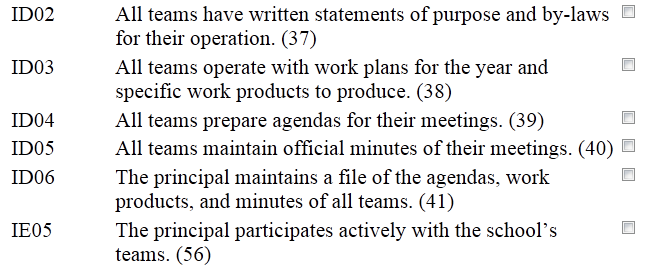 ID02 All teams have written statements of purpose and by-laws
for their operation. (37)
ID03 All teams operate with work plans for the year and
specific work products to produce. (38)
ID04 All teams prepare agendas for their meetings. (39)
ID05 All teams maintain official minutes of their meetings. (40)
ID06 The principal maintains a file of the agendas, work
products, and minutes of all teams. (41)
IE05 The principal participates actively with the school’s
teams. (56)